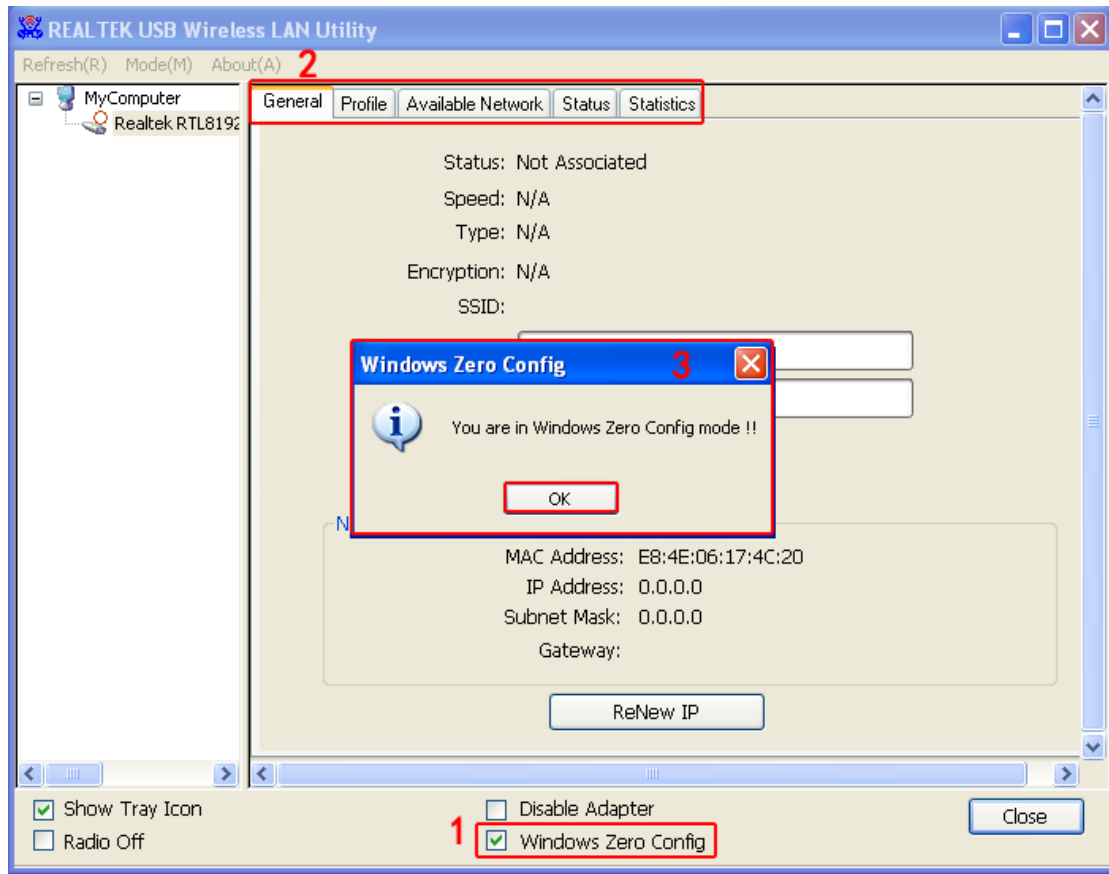 REALTEK USB Wireless LAN Utility
Refresh(R) Mode(M) About(A)
2
MyComputer
Realtek RTL8192
General Profile Available Network Status Statistics
Status: Not Associated
Speed: N/A
Type: N/A
Encryption: N/A
SSID:
Windows Zero Config 3
You are in Windows Zero Config mode !!
OK
N
MAC Address: E8:4E:06:17:4C:20
IP Address: 0.0.0.0
Subnet Mask: 0.0.0.0
Gateway:
ReNew IP
Show Tray Icon
Radio Off
Disable Adapter
1 Windows Zero Config
Close